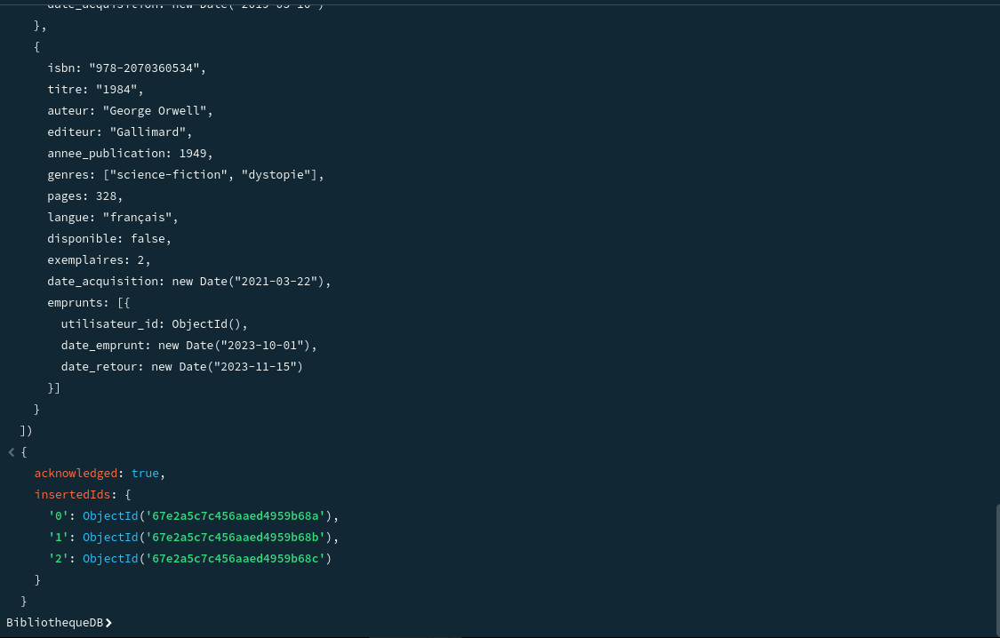 date_acquisition: new Date("2019-05-10")
},
{
isbn: "978-2070360534",
titre: "1984",
auteur: "George Orwell",
editeur: "Gallimard",
annee_publication: 1949,
genres: ["science-fiction", "dystopie"],
pages: 328,
langue: "français",
disponible: false,
exemplaires: 2,
date_acquisition: new Date("2021-03-22"),
emprunts: [{
utilisateur_id: ObjectId(),
date_emprunt: new Date("2023-10-01"),
date_retour: new Date("2023-11-15")
}]
}
])
< {
acknowledged: true,
insertedIds: {
'0': ObjectId('67e2a5c7c456aaed4959b68a'),
'1': ObjectId('67e2a5c7c456aaed4959b68b'),
'2': ObjectId('67e2a5c7c456aaed4959b68c')
}
}
BibliothequeDB>